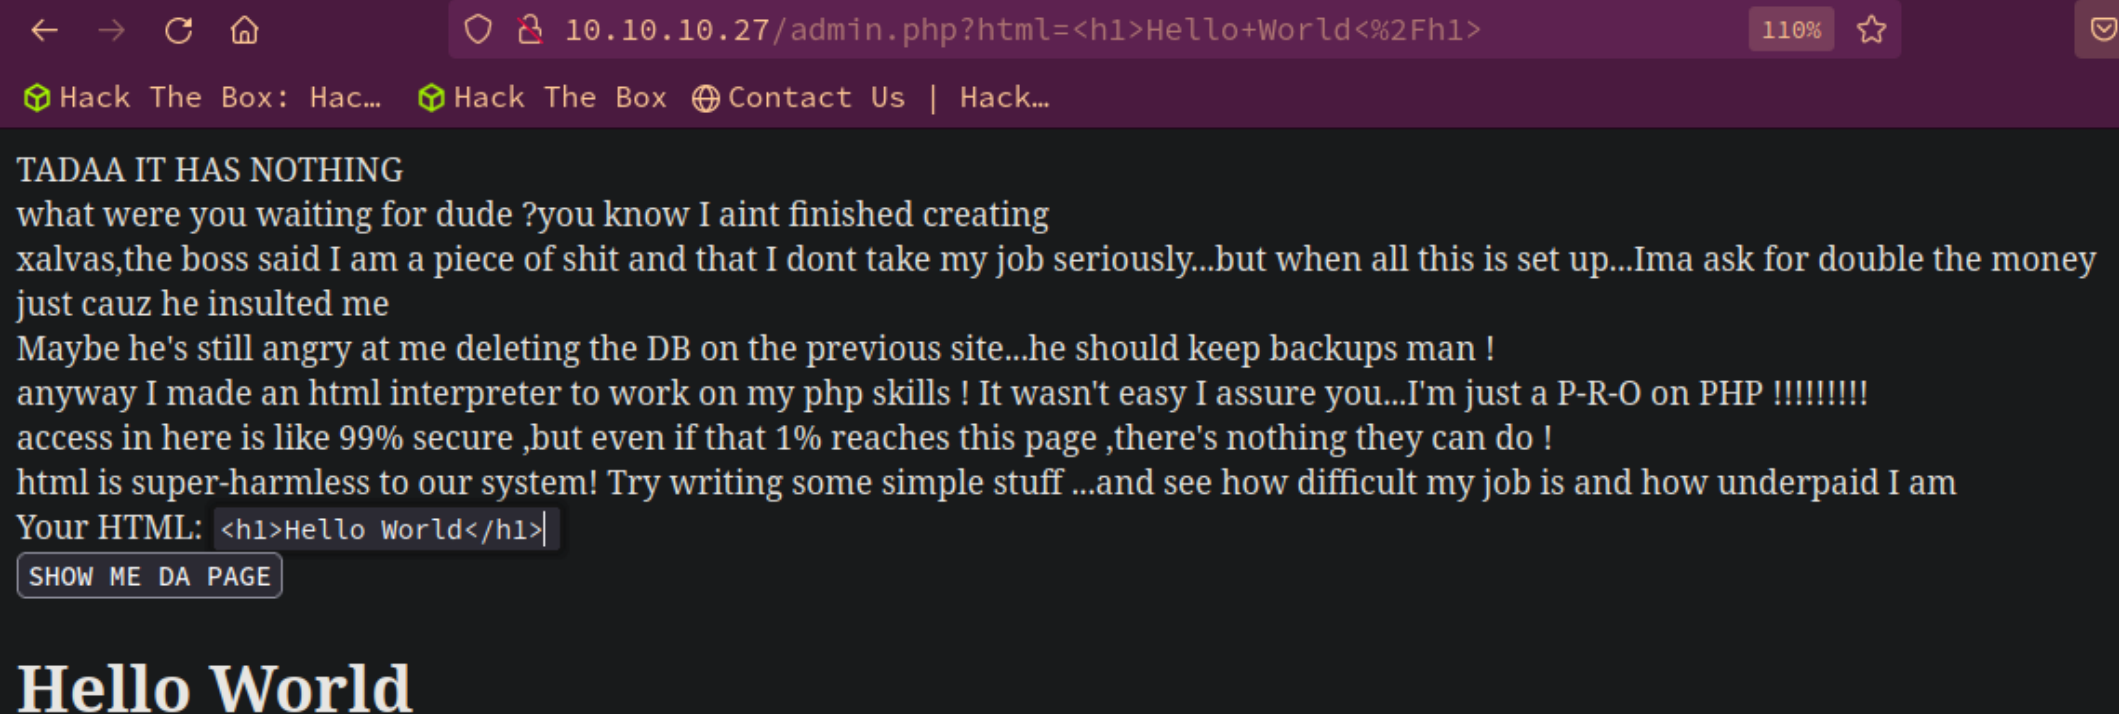 10.10.10.27/admin.php?html=<h1>Hello+World<%2Fh1> 110%
Hack The Box: Hac… Hack The Box Contact Us | Hack…
TADAA IT HAS NOTHING
what were you waiting for dude ?you know I aint finished creating
xalvas,the boss said I am a piece of shit and that I dont take my job seriously...but when all this is set up...Ima ask for double the money
just cauz he insulted me
Maybe he's still angry at me deleting the DB on the previous site...he should keep backups man !
anyway I made an html interpreter to work on my php skills ! It wasn't easy I assure you...I'm just a P-R-O on PHP !!!!!!!!!
access in here is like 99% secure ,but even if that 1% reaches this page ,there's nothing they can do !
html is super-harmless to our system! Try writing some simple stuff ...and see how difficult my job is and how underpaid I am
Your HTML: <h1>Hello World</h1>
SHOW ME DA PAGE
Hello World